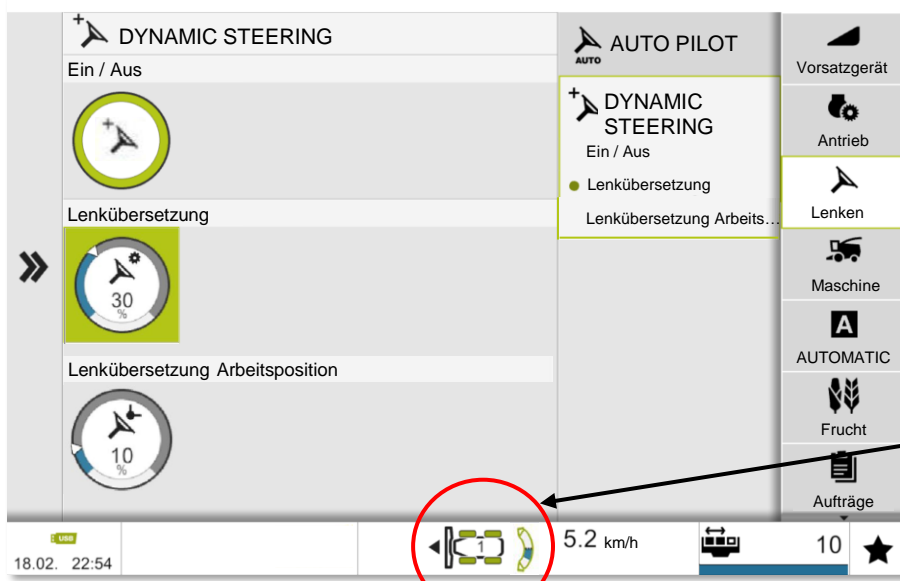 DYNAMIC STEERING
Ein / Aus
Lenkübersetzung
30
%
Lenkübersetzung Arbeitsposition
10
%
AUTO
AUTO PILOT
DYNAMIC
STEERING
Ein / Aus
Lenkübersetzung
Lenkübersetzung Arbeits...
Vorsatzgerät
Antrieb
Lenken
Maschine
A
AUTOMATIC
Frucht
Aufträge
USB
18.02. 22:54
1
5.2 km/h
10